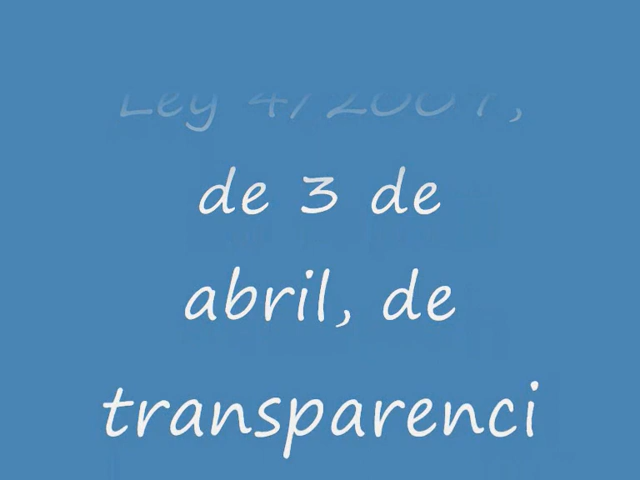 Ley 4/2007,
de 3 de
abril, de
transparenci